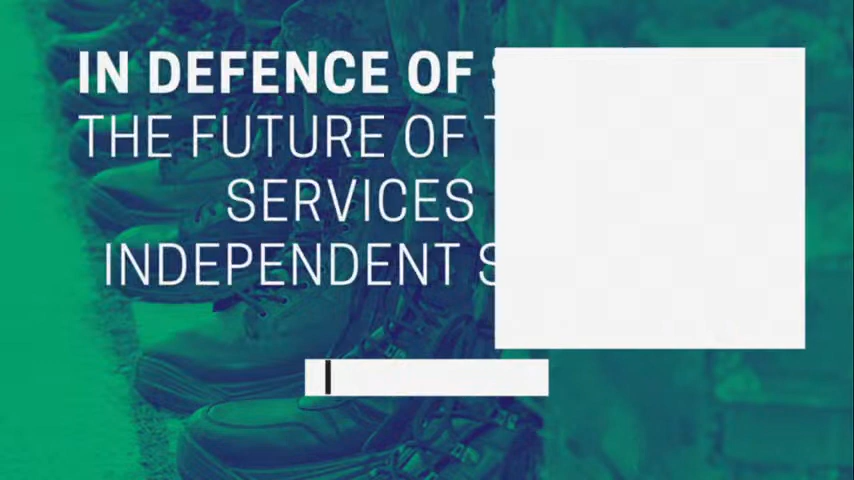 IN DEFENCE OF
THE FUTURE OF
SERVICES
INDEPENDENT